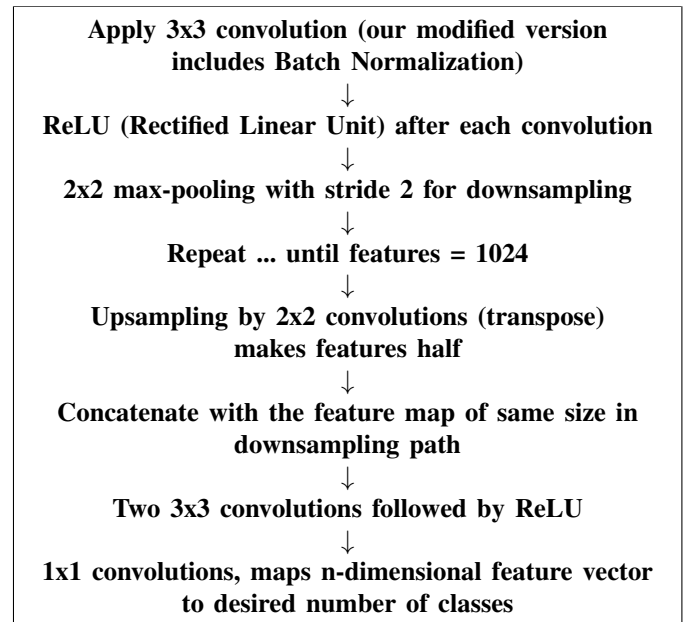 Apply 3x3 convolution (our modified version
includes Batch Normalization)
↓
ReLU (Rectified Linear Unit) after each convolution
↓
2x2 max-pooling with stride 2 for downsampling
↓
Repeat ... until features = 1024
↓
Upsampling by 2x2 convolutions (transpose)
makes features half
↓
Concatenate with the feature map of same size in
downsampling path
↓
Two 3x3 convolutions followed by ReLU
↓
1x1 convolutions, maps n-dimensional feature vector
to desired number of classes